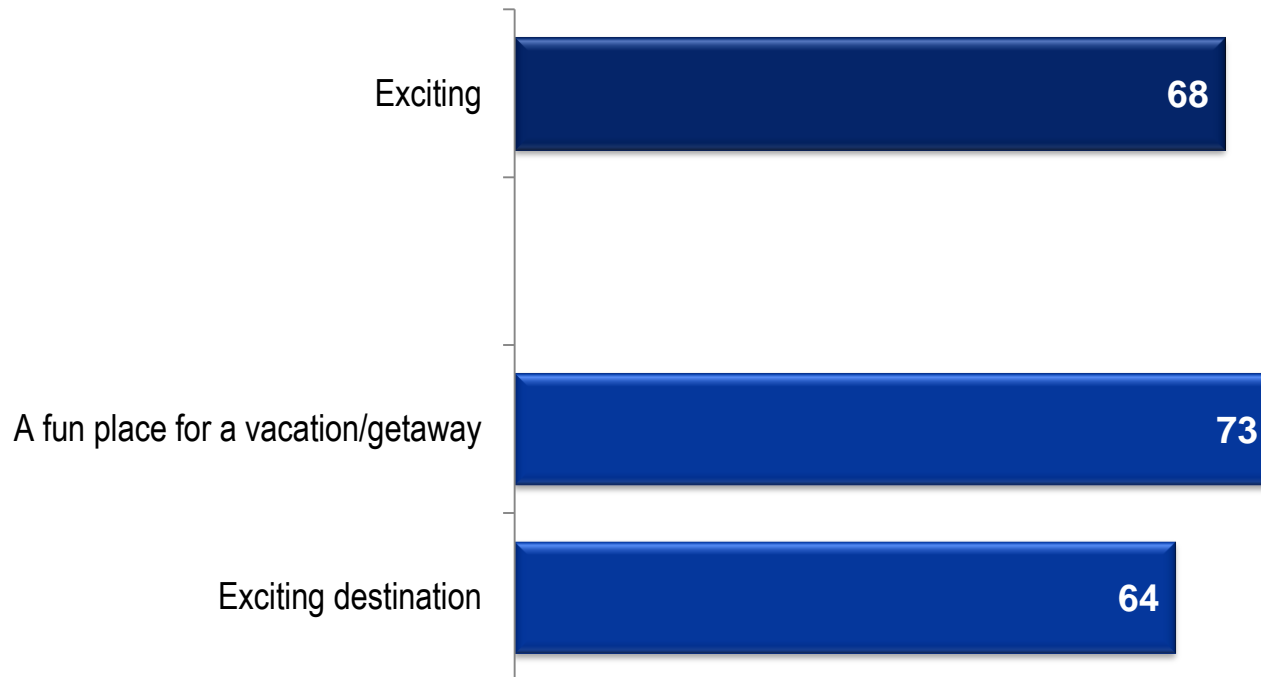 Exciting 68
A fun place for a vacation/getaway 73
Exciting destination 64